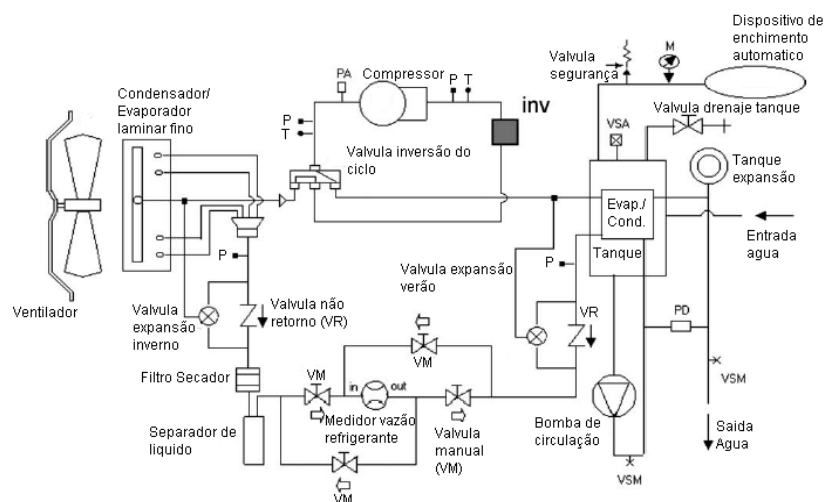 Dispositivo de
enchimento
automatico
Valvula
segurança
M
Condensador/
Evaporador
laminar fino
PA
Compressor
P T
inv
P
T
Valvula inversão do
ciclo
Valvula drenaje tanque
VSA
Tanque
expansão
Evap./
Cond.
Tanque
Entrada
agua
P
P
Valvula expansão
verão
Ventilador
Valvula
expansão
inverno
Valvula não
retorno (VR)
VR
PD
VM
VSM
Filtro Secador
VM
in
out
Medidor vazão
refrigerante
Valvula
manual
(VM)
Separador de
liquido
VM
Bomba de
circulação
VSM
Saida
Agua